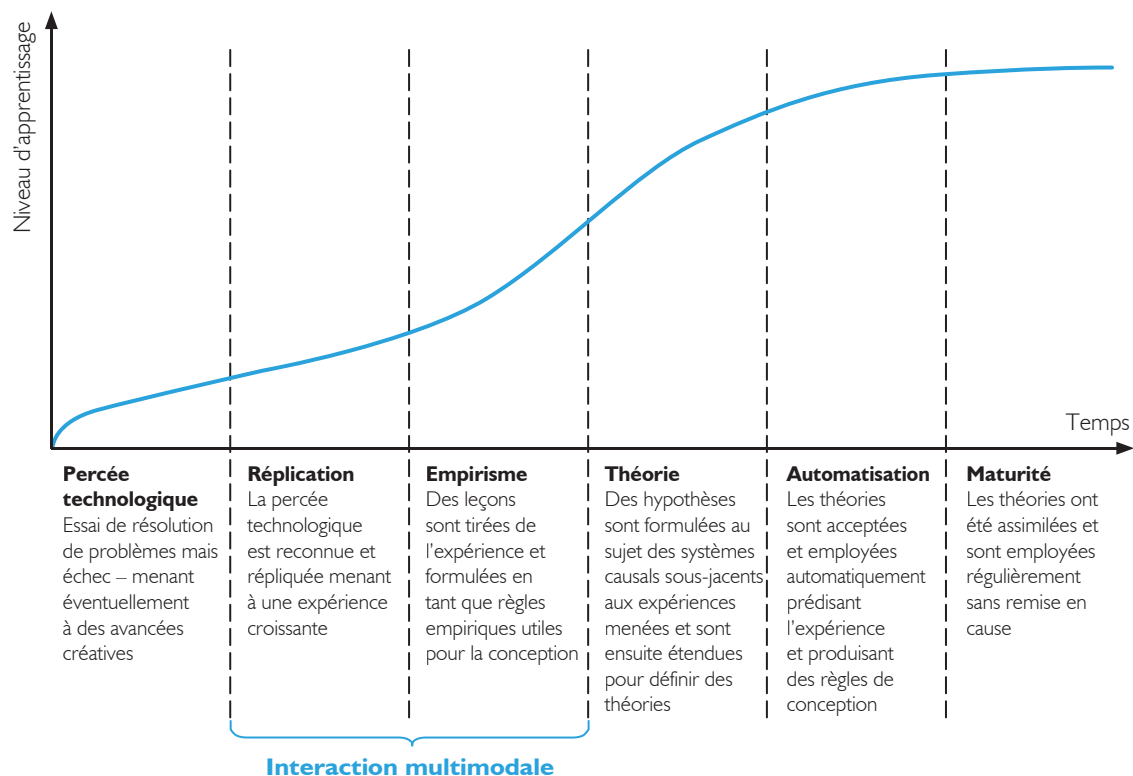 Niveau d'apprentissage
Temps
Percée
technologique
Essai de résolution
de problèmes mais
échec – menant
éventuellement
à des avancées
créatives
Réplication
La percée
technologique
est reconnue et
répliquée menant
à une expérience
croissante
Empirisme
Des leçons
sont tirées de
l'expérience et
formulées en
tant que règles
empiriques utiles
pour la conception
Théorie
Des hypothèses
sont formulées au
sujet des systèmes
causals sous-jacents
aux expériences
menées et sont
ensuite étendues
pour définir des
théories
Automatisation
Les théories
sont acceptées
et employées
automatiquement
prédisant
l'expérience
et produisant
des règles de
conception
Maturité
Les théories ont
été assimilées et
sont employées
régulièrement
sans remise en
cause
Interaction multimodale